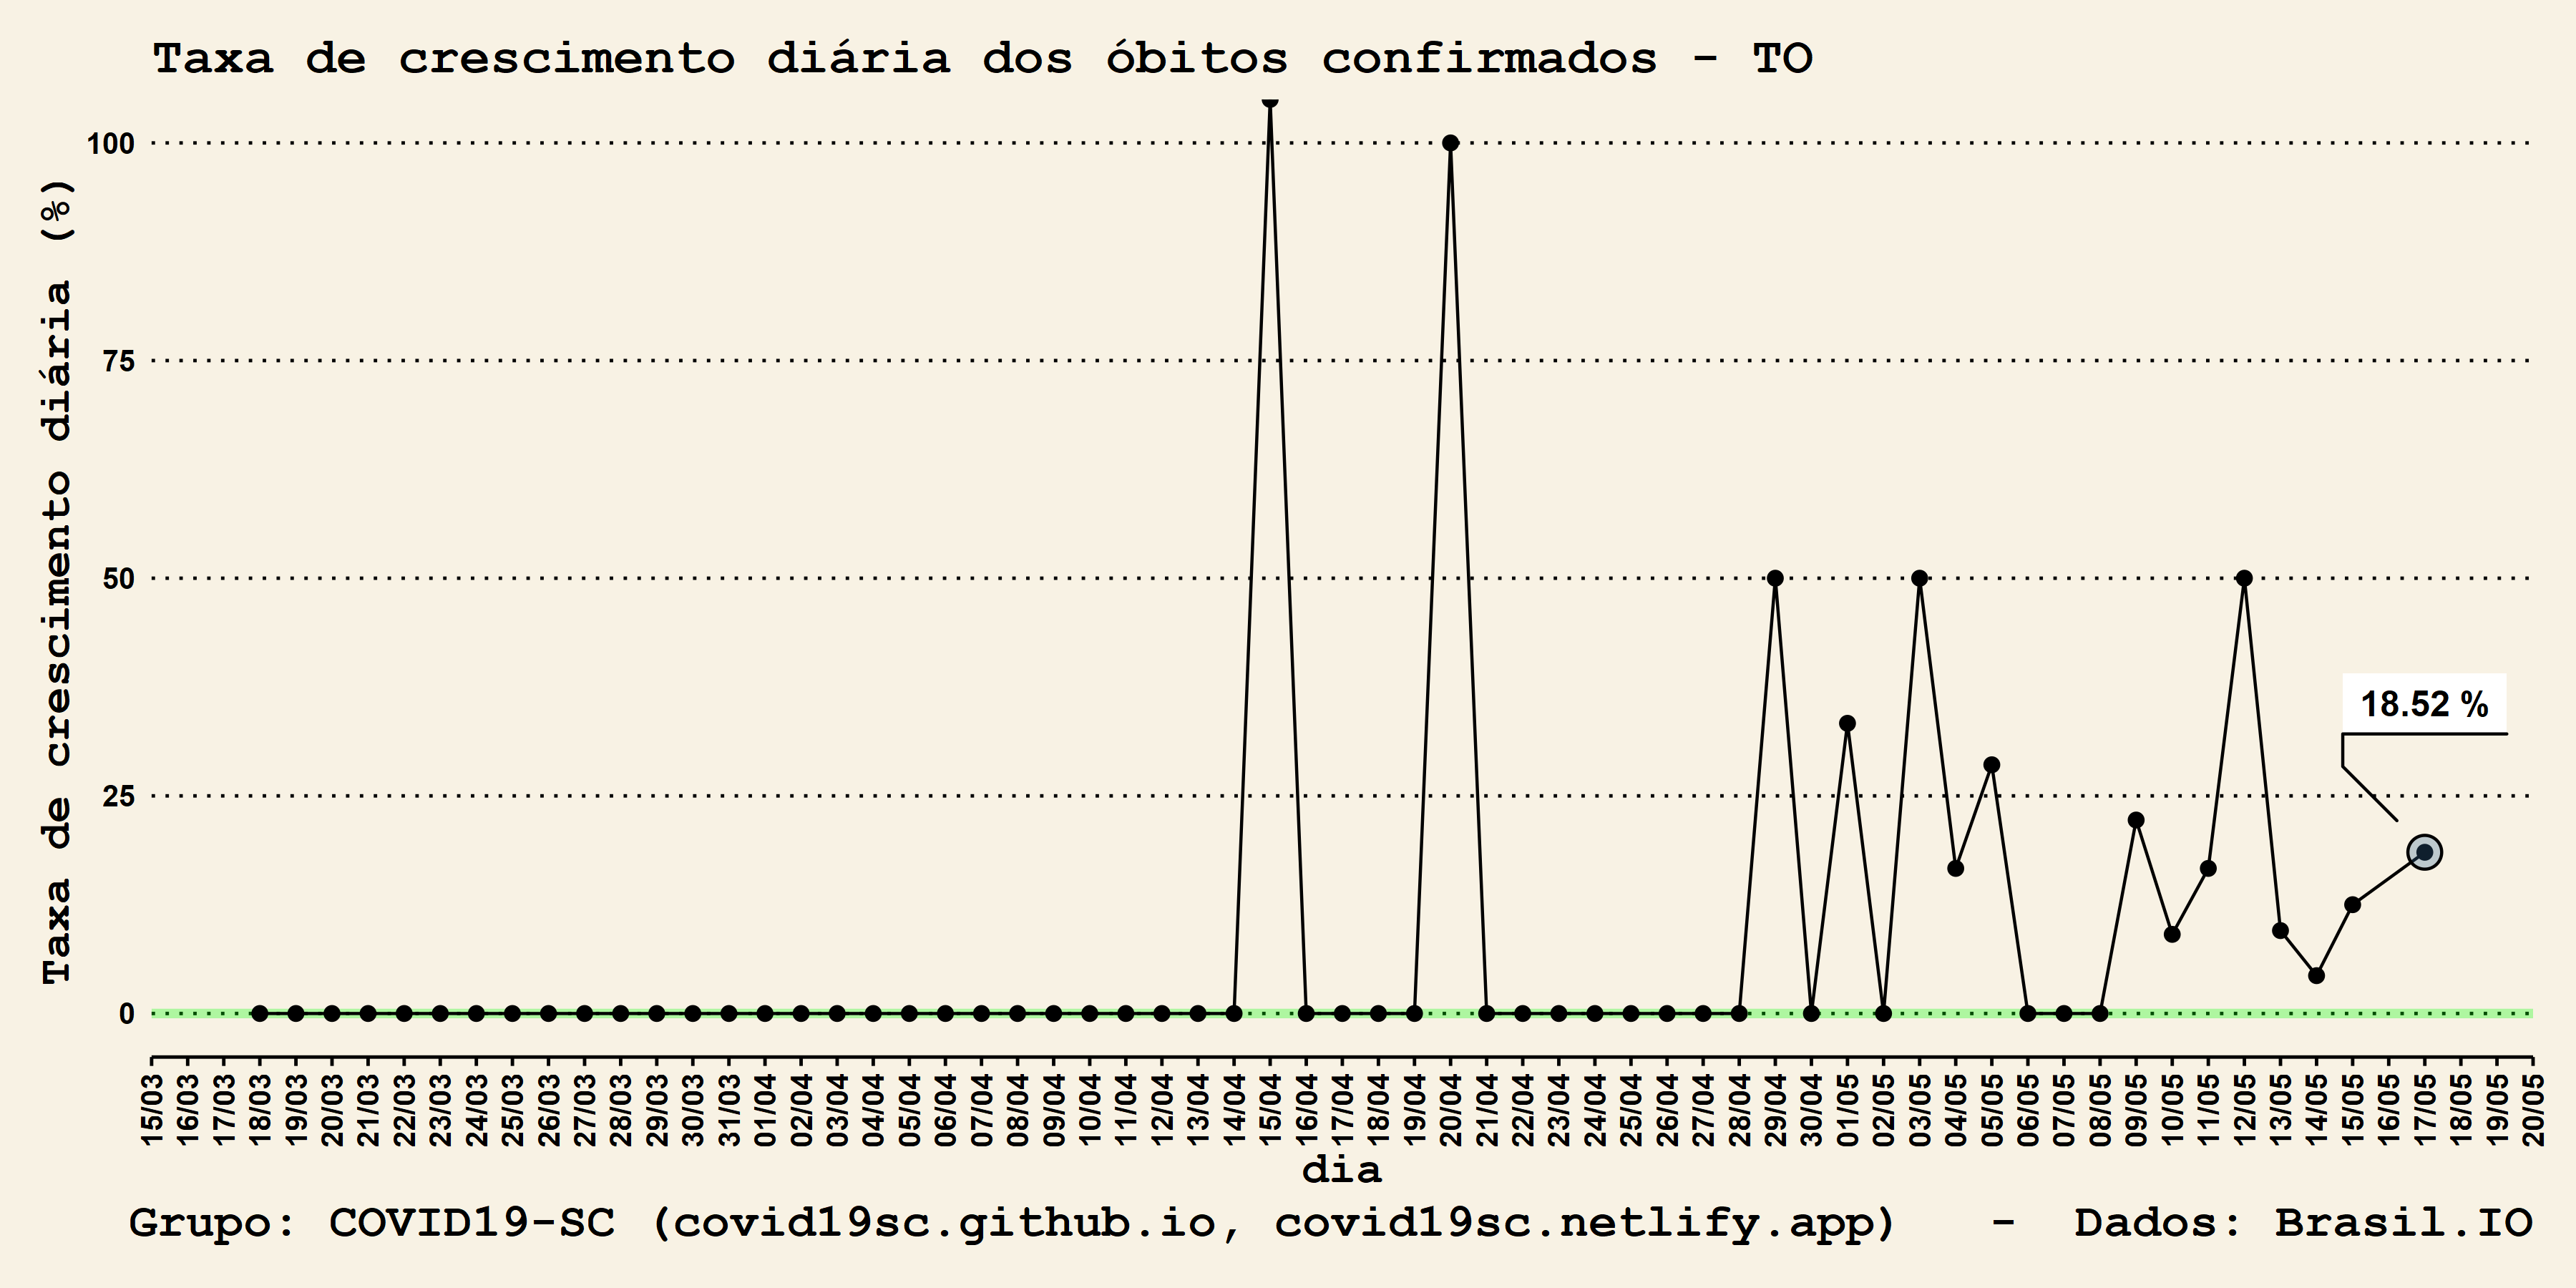 Taxa de crescimento diária dos óbitos confirmados - TO
Taxa de crescimento diária (%)
100
75
50
25
0
18.52 %
15/03 16/03 17/03 18/03 19/03 20/03 21/03 22/03 23/03 24/03 25/03 26/03 27/03 28/03 29/03 30/03 31/03 01/04 02/04 03/04 04/04 05/04 06/04 07/04 08/04 09/04 10/04 11/04 12/04 13/04 14/04 15/04 16/04 17/04 18/04 19/04 20/04 21/04 22/04 23/04 24/04 25/04 26/04 27/04 28/04 29/04 30/04 01/05 02/05 03/05 04/05 05/05 06/05 07/05 08/05 09/05 10/05 11/05 12/05 13/05 14/05 15/05 16/05 17/05 18/05 19/05 20/05
dia
Grupo: COVID19-SC (covid19sc.github.io, covid19sc.netlify.app) - Dados: Brasil.IO